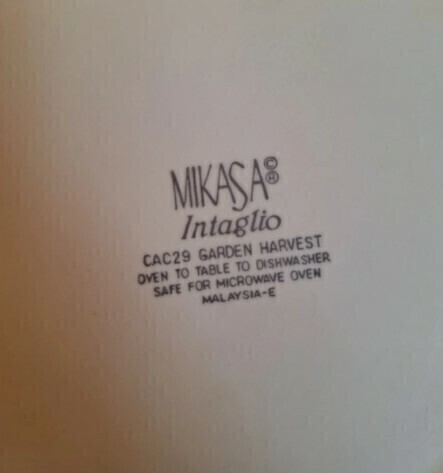 MIKASA©®
Intaglio
CAC29 GARDEN HARVEST
OVEN TO TABLE TO DISHWASHER
SAFE FOR MICROWAVE OVEN
MALAYSIA-E